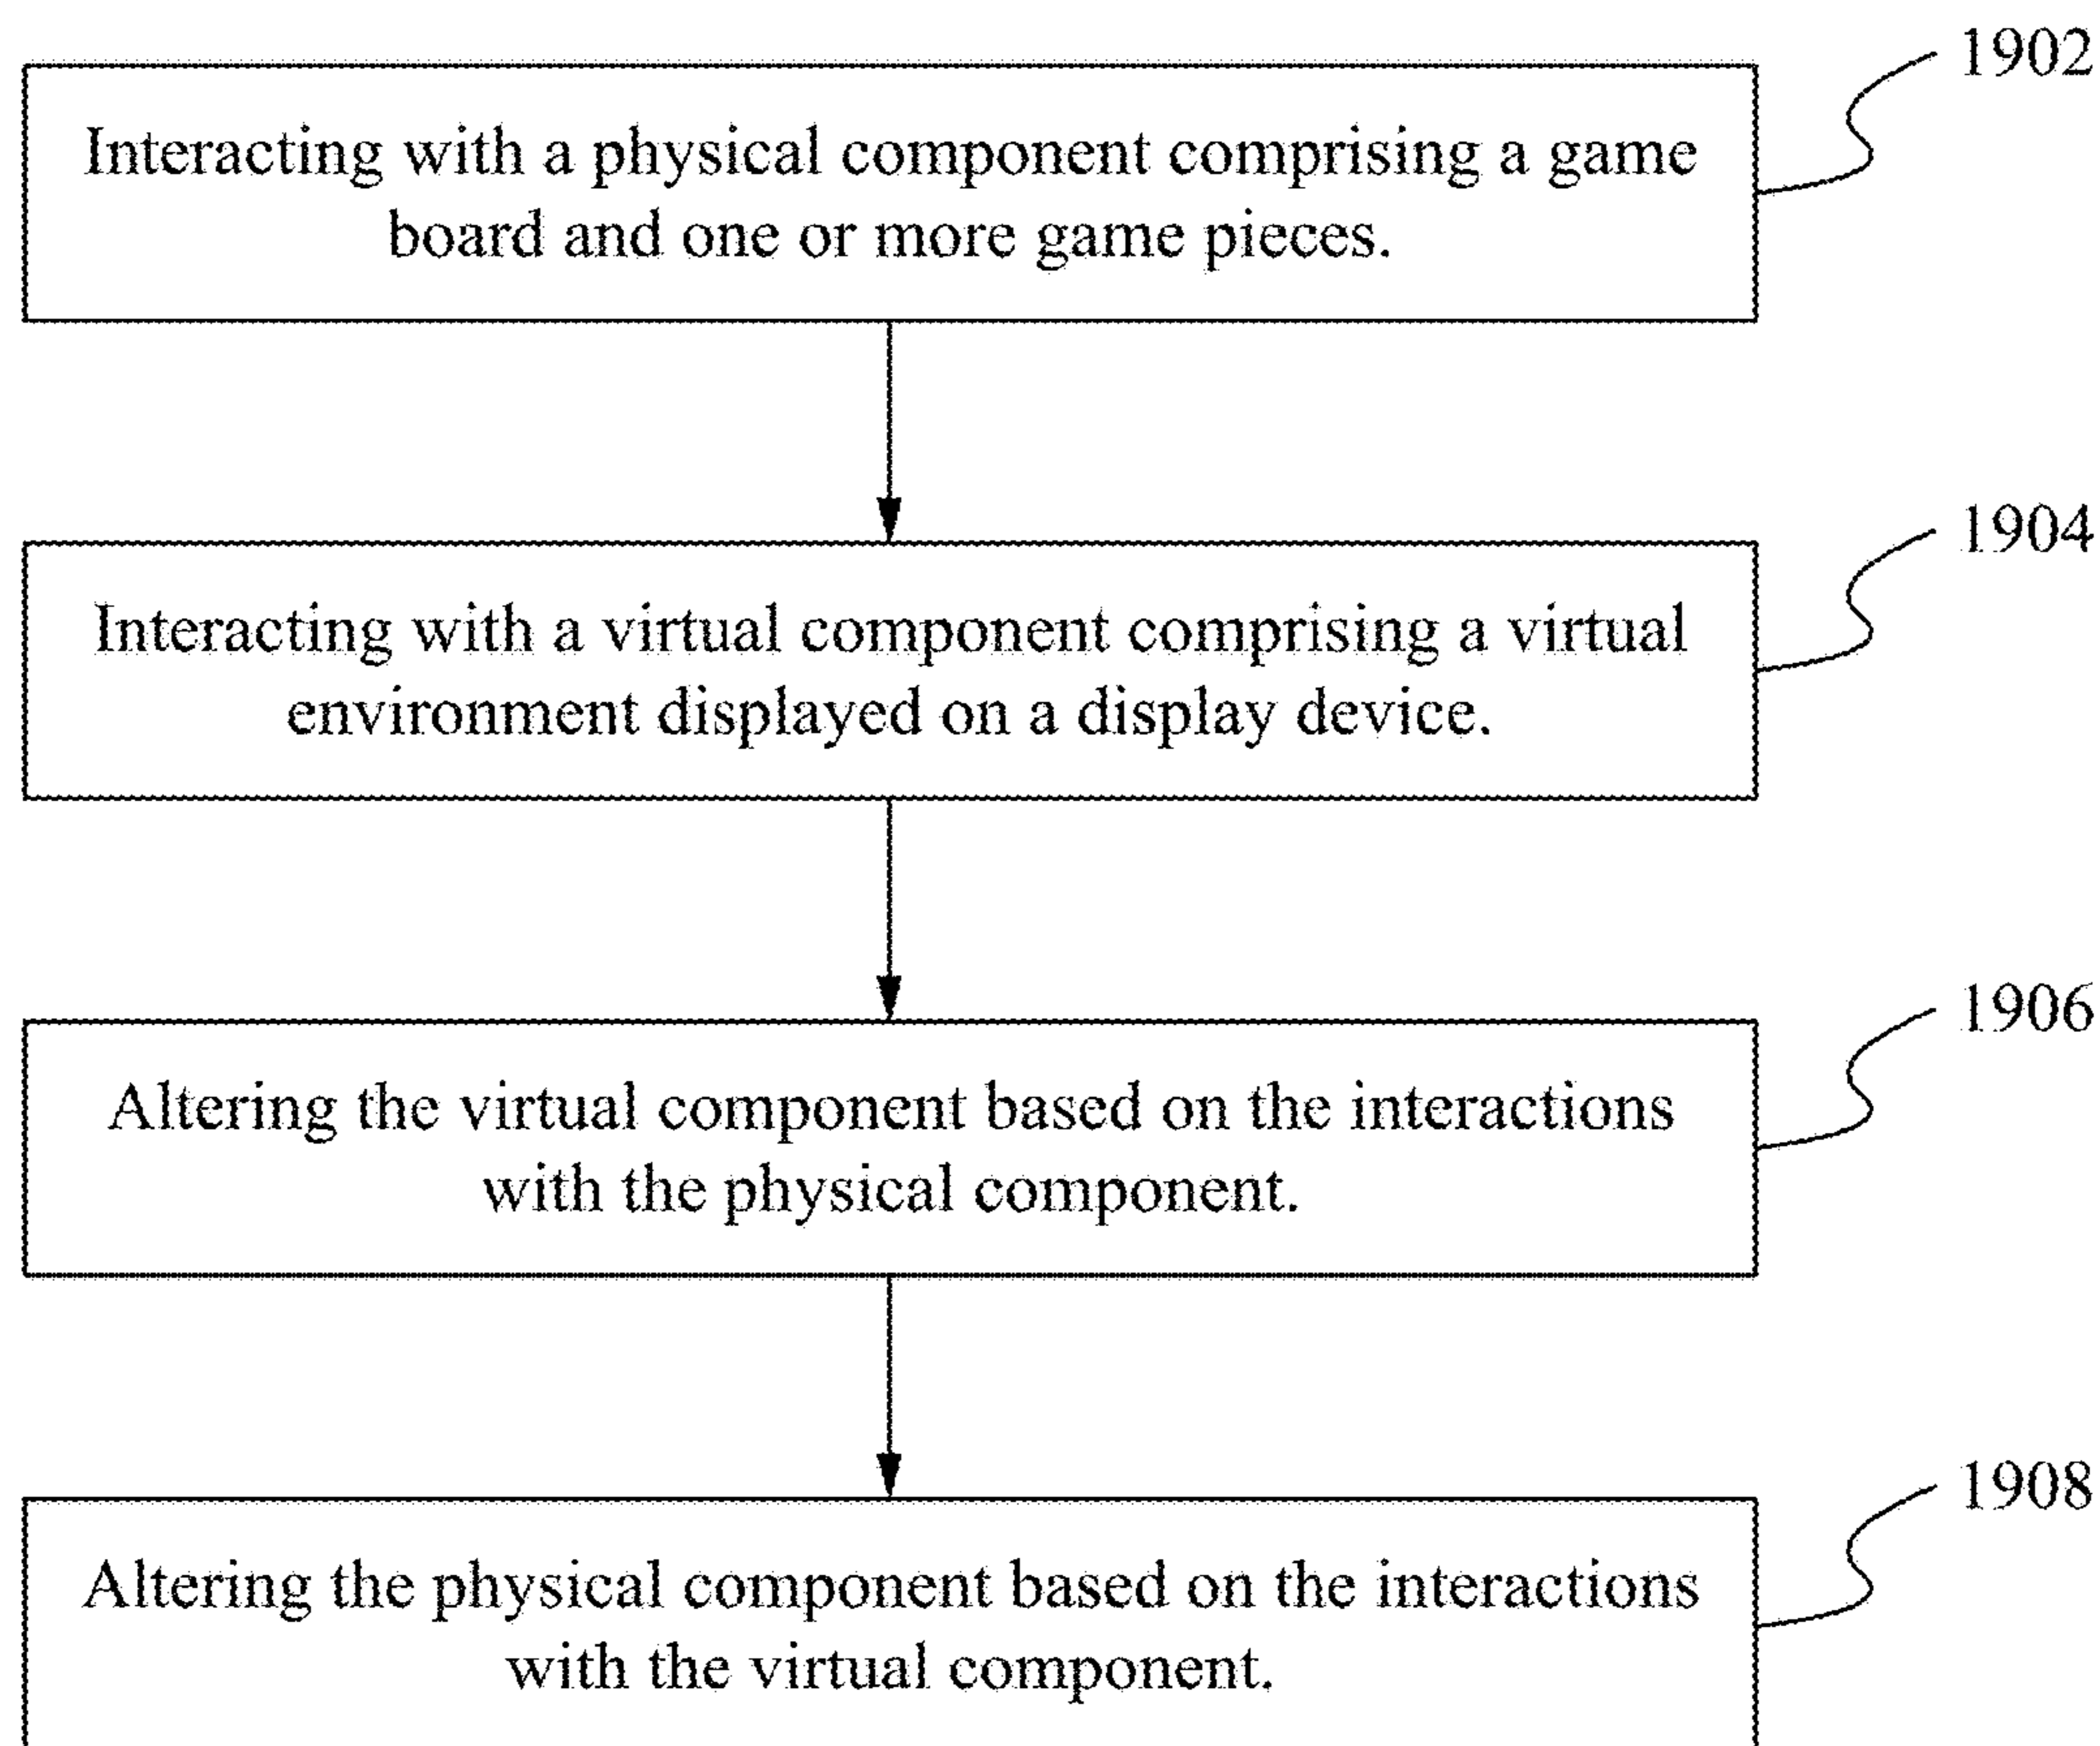 1902
Interacting with a physical component comprising a game
board and one or more game pieces.
1904
Interacting with a virtual component comprising a virtual
environment displayed on a display device.
1906
Altering the virtual component based on the interactions
with the physical component.
1908
Altering the physical component based on the interactions
with the virtual component.